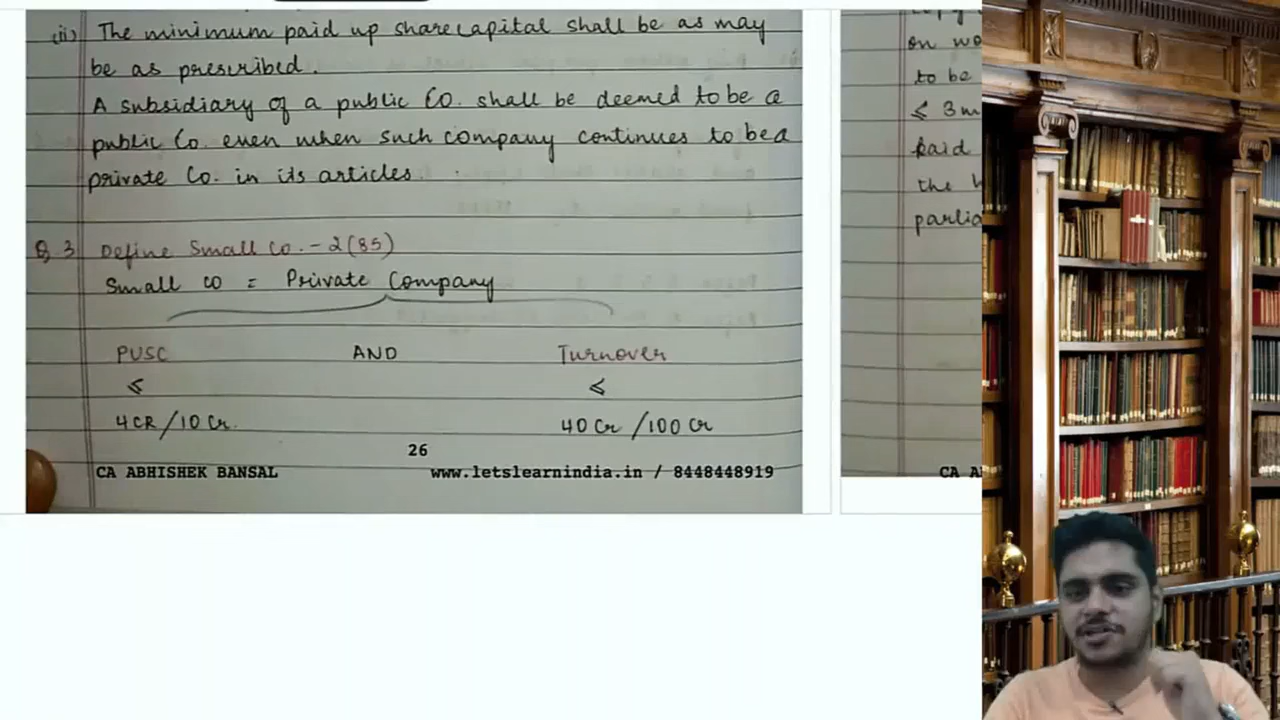 (ii) The minimum paid up share capital shall be as may
be as prescribed.
A subsidiary of a public Co. shall be deemed to be a
public Co. even when such company continues to be a
private Co. in its articles.
Q.3 Define Small Co. - 2(85)
Small co = Private Company
PUSC AND Turnover
≤ ≤
4CR/10 Cr. 40 Cr /100 Cr
26
CA ABHISHEK BANSAL www.letslearnindia.in / 8448448919
on wo
to be
≤ 3 m
paid
the
parlia
CA A